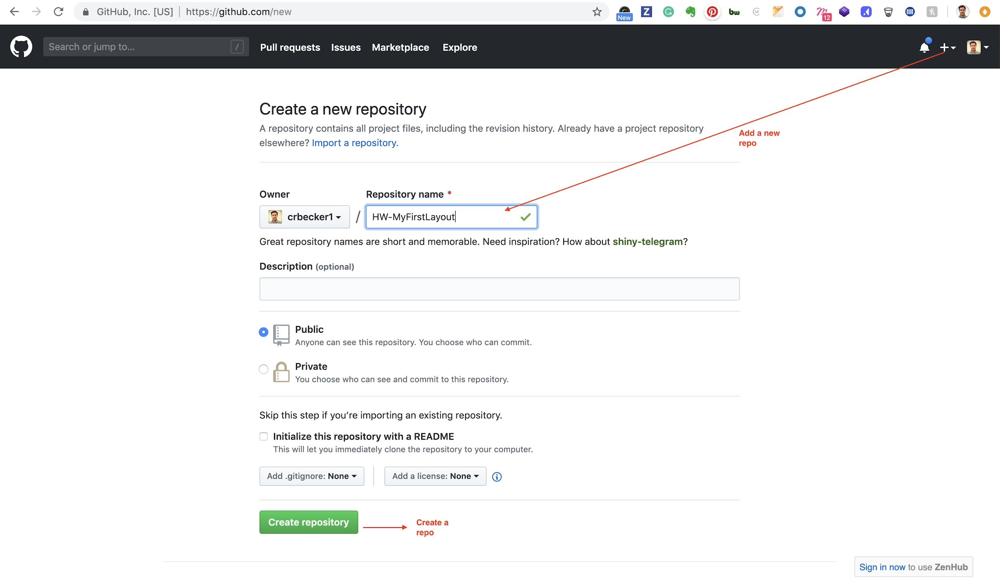 GitHub, Inc. [US] | https://github.com/new
New
Z
G
bw
CU
12
Search or jump to...
/
Pull requests
Issues
Marketplace
Explore
Create a new repository
A repository contains all project files, including the revision history. Already have a project repository
elsewhere? Import a repository.
Add a new
repo
Owner
Repository name *
crbecker1
/
HW-MyFirstLayout
Great repository names are short and memorable. Need inspiration? How about shiny-telegram?
Description (optional)
Public
Anyone can see this repository. You choose who can commit.
Private
You choose who can see and commit to this repository.
Skip this step if you’re importing an existing repository.
Initialize this repository with a README
This will let you immediately clone the repository to your computer.
Add .gitignore: None
Add a license: None
Create repository
Create a
repo
Sign in now to use ZenHub